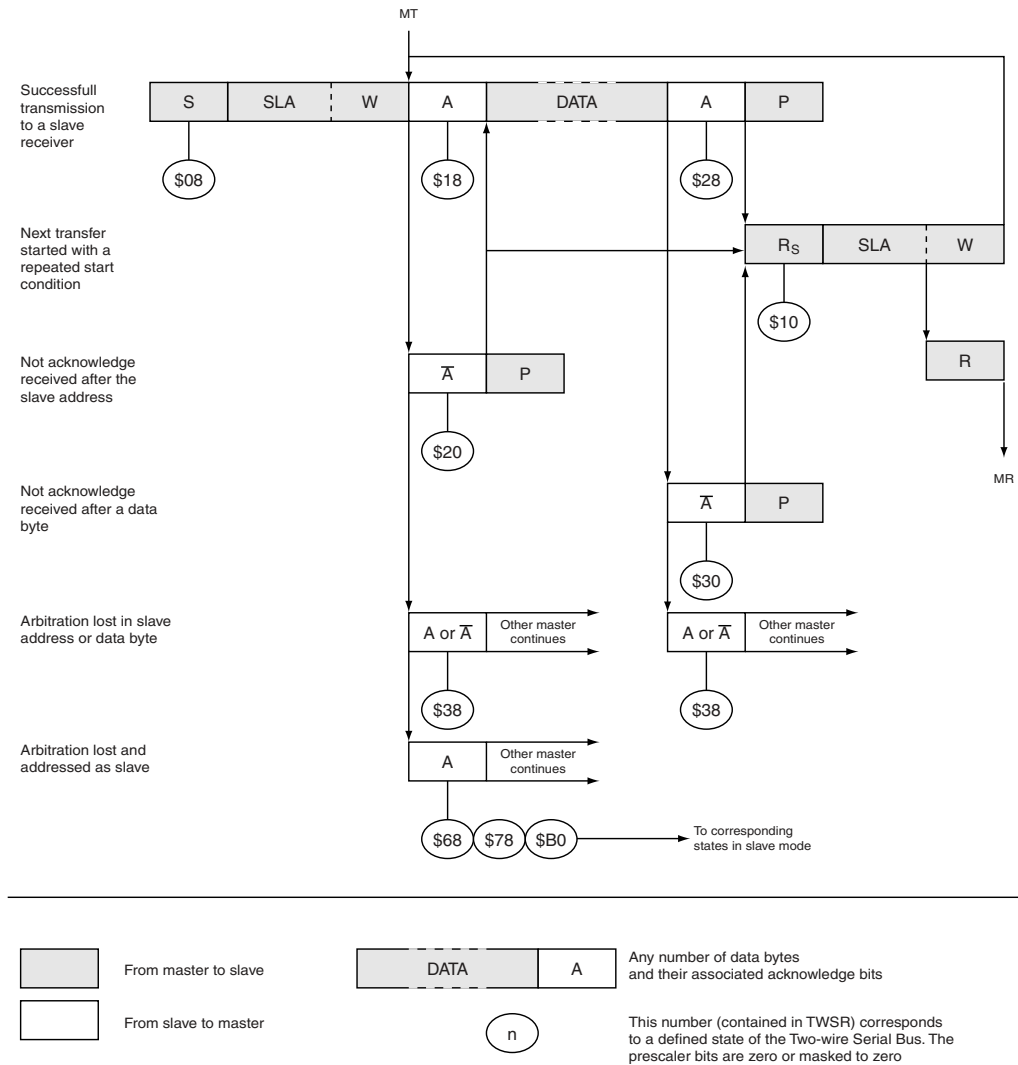 MT
Successfull
transmission
to a slave
receiver
S SLA W A DATA A P
$08 $18 $28
Next transfer
started with a
repeated start
condition
RS SLA W
$10
Not acknowledge
received after the
slave address
A̅ P
R
$20
MR
Not acknowledge
received after a data
byte
A̅ P
$30
Arbitration lost in slave
address or data byte
A or A̅
Other master
continues
A or A̅
Other master
continues
$38 $38
Arbitration lost and
addressed as slave
A
Other master
continues
$68 $78 $B0
To corresponding
states in slave mode
From master to slave
DATA A
Any number of data bytes
and their associated acknowledge bits
From slave to master
n
This number (contained in TWSR) corresponds
to a defined state of the Two-wire Serial Bus. The
prescaler bits are zero or masked to zero